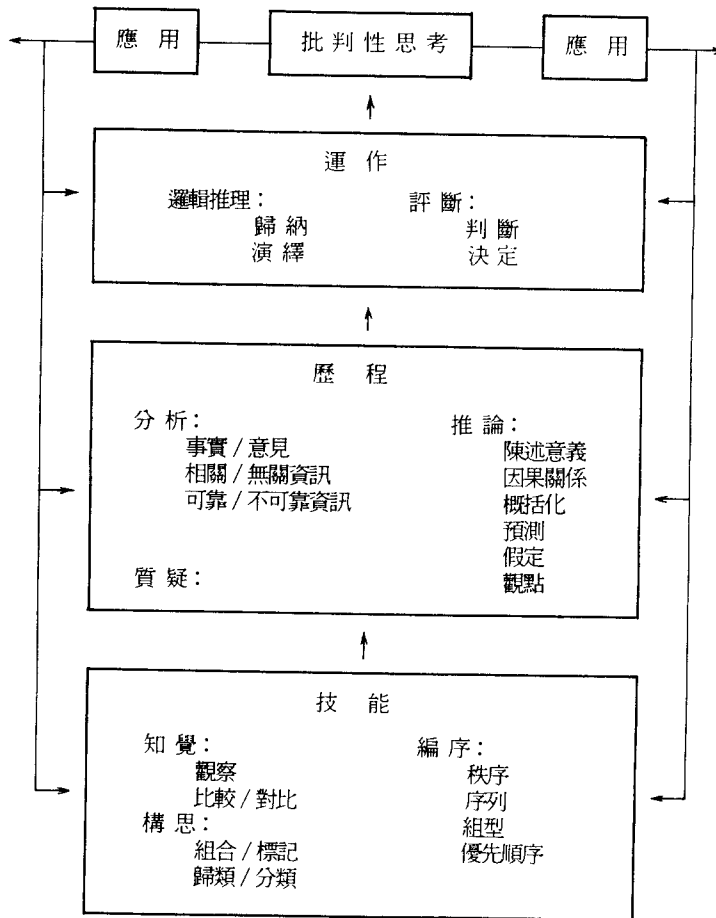 應用 批判性思考 應用
運作
邏輯推理：
歸納
演繹
評斷：
判斷
決定
歷程
分析：
事實/意見
相關/無關資訊
可靠/不可靠資訊
質疑：
推論：
陳述意義
因果關係
概括化
預測
假定
觀點
技能
知覺：
觀察
比較/對比
構思：
組合/標記
歸類/分類
編序：
秩序
序列
組型
優先順序